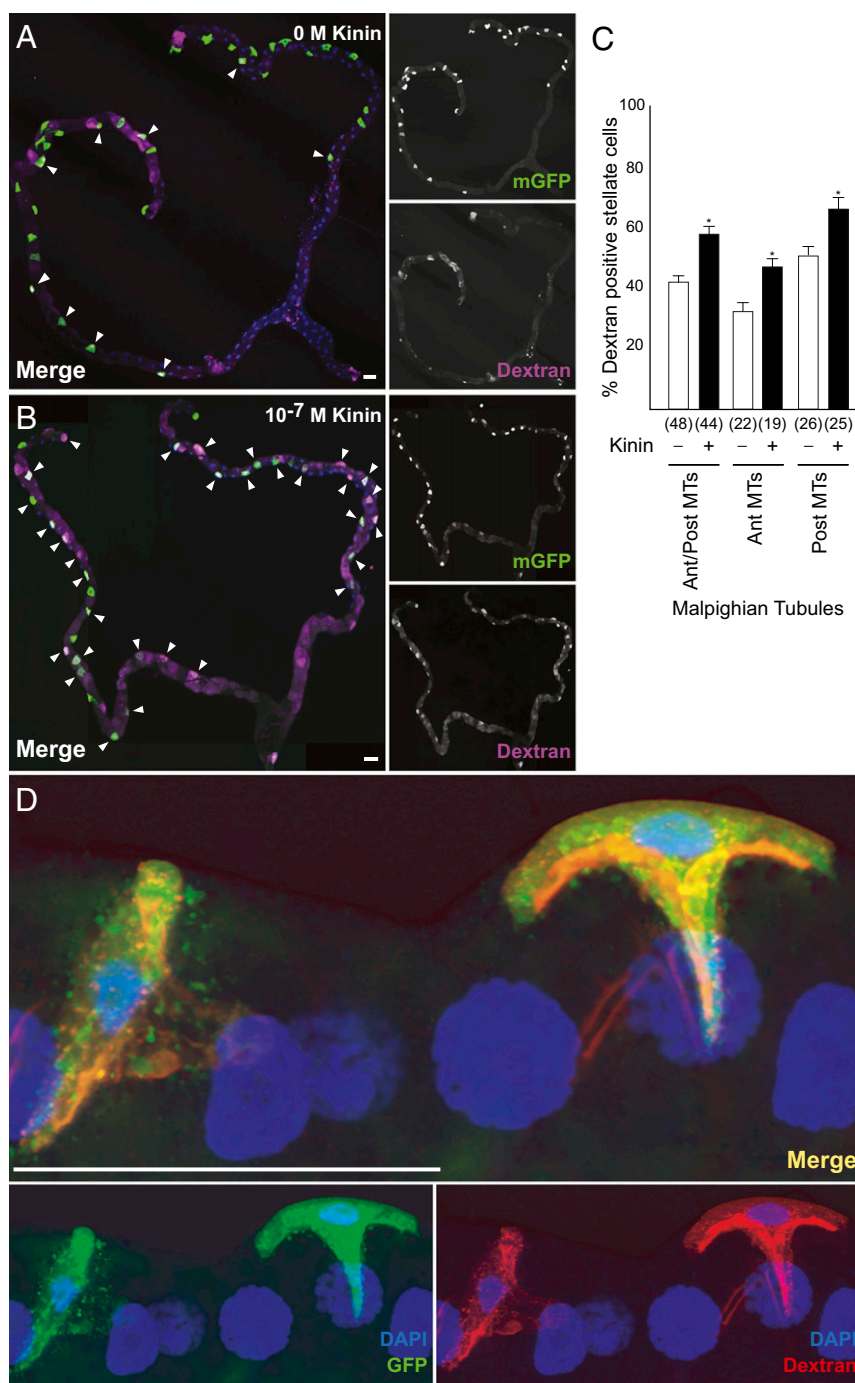 A
0 M Kinin
Merge
mGFP
Dextran
B
10-7 M Kinin
Merge
mGFP
Dextran
C
% Dextran positive stellate cells
100
80
60
40
20
* * *
(48) (44) (22) (19) (26) (25)
Kinin − + − + − +
Ant/Post MTs
Ant MTs
Post MTs
Malpighian Tubules
D
Merge
DAPI
GFP
DAPI
Dextran